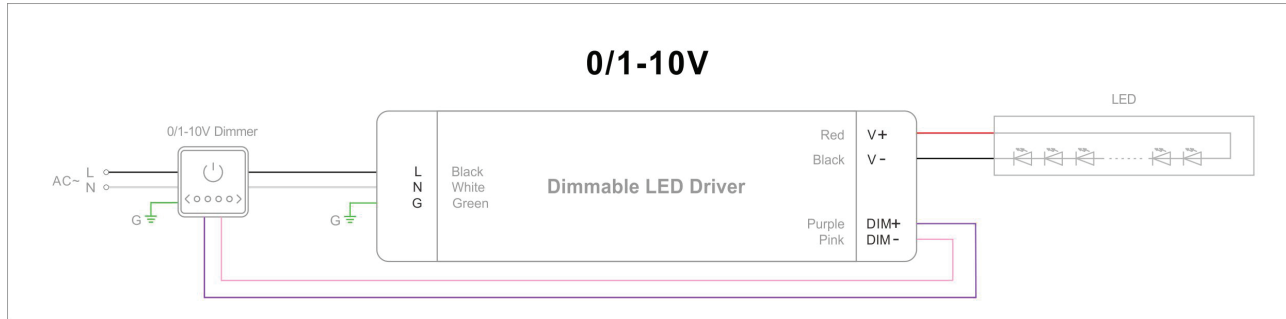 0/1-10V
LED
0/1-10V Dimmer
AC~ L
N
G
G
L Black
N White
G Green
Dimmable LED Driver
Red V+
Black V-
Purple DIM+
Pink DIM-